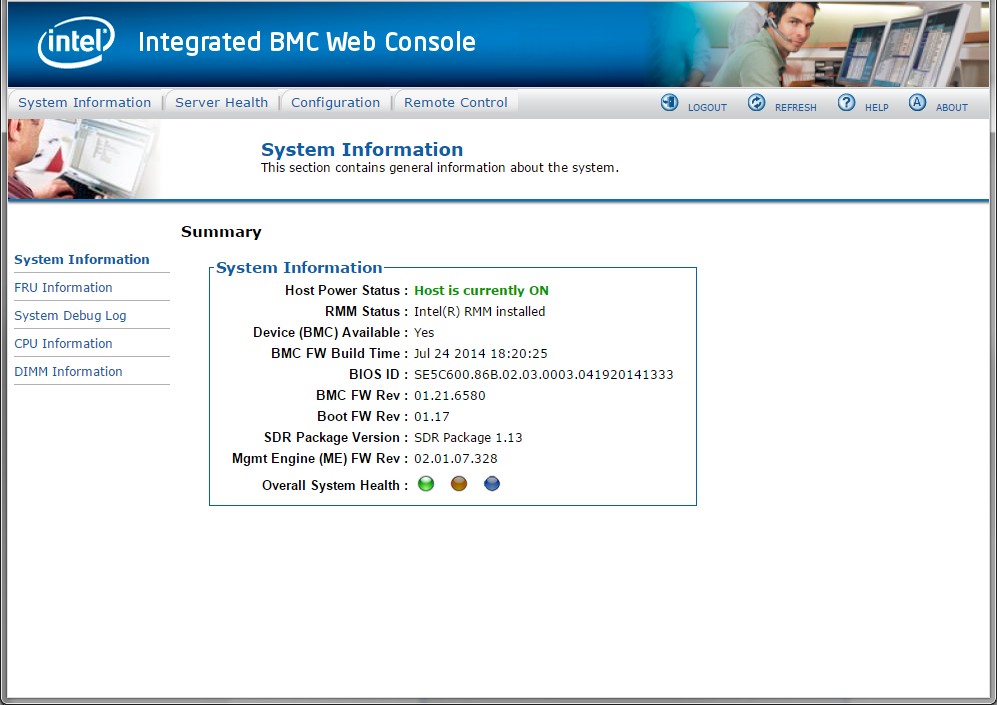 intel® Integrated BMC Web Console
System Information Server Health Configuration Remote Control LOGOUT REFRESH HELP ABOUT
System Information
This section contains general information about the system.
Summary
System Information
FRU Information
System Debug Log
CPU Information
DIMM Information
System Information
Host Power Status : Host is currently ON
RMM Status : Intel(R) RMM installed
Device (BMC) Available : Yes
BMC FW Build Time : Jul 24 2014 18:20:25
BIOS ID : SE5C600.86B.02.03.0003.041920141333
BMC FW Rev : 01.21.6580
Boot FW Rev : 01.17
SDR Package Version : SDR Package 1.13
Mgmt Engine (ME) FW Rev : 02.01.07.328
Overall System Health :